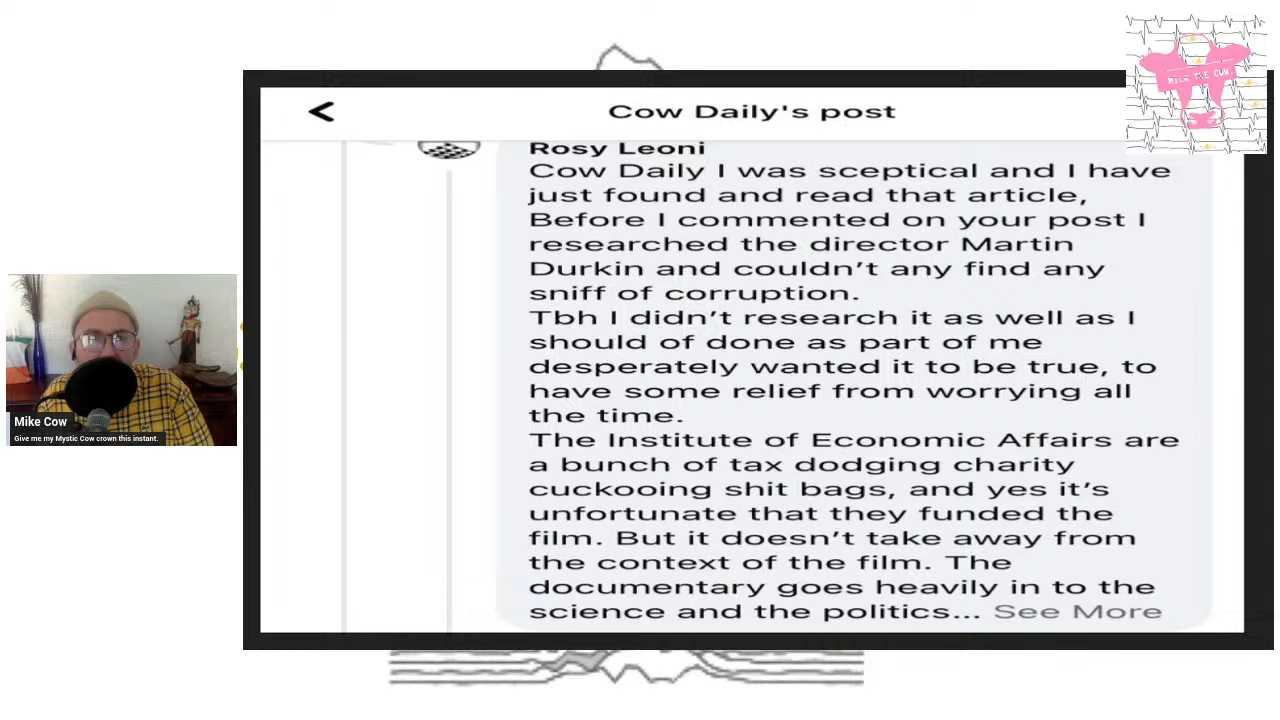 Cow Daily's post
MILK THE COW.
Rosy Leoni
Cow Daily I was sceptical and I have
just found and read that article,
Before I commented on your post I
researched the director Martin
Durkin and couldn't any find any
sniff of corruption.
Tbh I didn't research it as well as I
should of done as part of me
desperately wanted it to be true, to
have some relief from worrying all
the time.
The Institute of Economic Affairs are
a bunch of tax dodging charity
cuckooing shit bags, and yes it's
unfortunate that they funded the
film. But it doesn't take away from
the context of the film. The
documentary goes heavily in to the
science and the politics... See More
Mike Cow
Give me my Mystic Cow crown this instant.